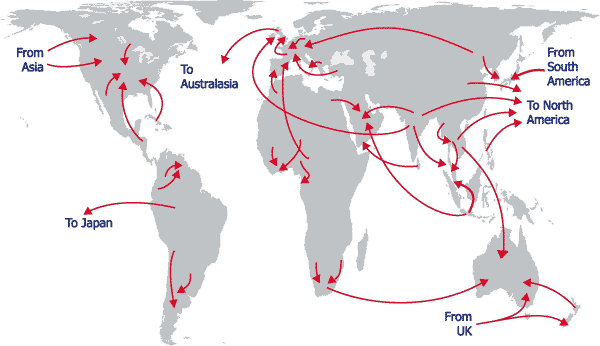 From
Asia
To
Australasia
From
South
America
To North
America
To Japan
From
UK